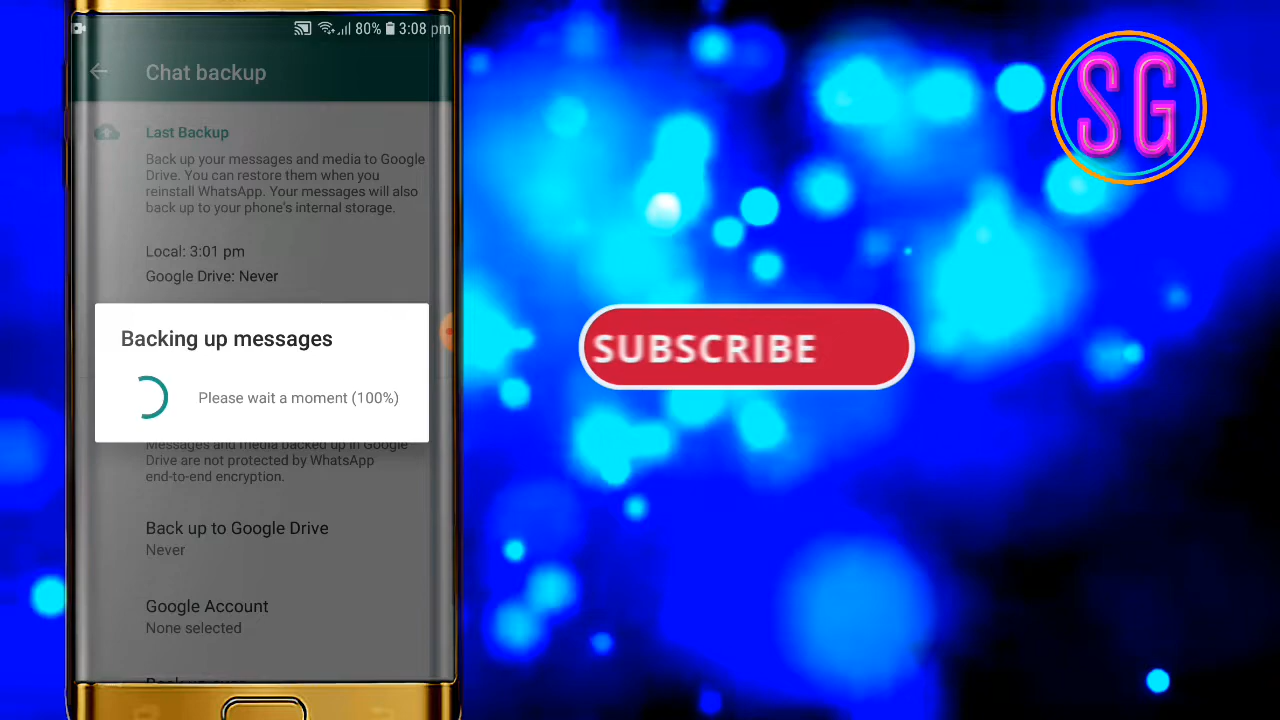 80% 3:08 pm
Chat backup
Last Backup
Back up your messages and media to Google
Drive. You can restore them when you
reinstall WhatsApp. Your messages will also
back up to your phone's internal storage.
Local: 3:01 pm
Google Drive: Never
Backing up messages
Please wait a moment (100%)
Messages and media backed up in Google
Drive are not protected by WhatsApp
end-to-end encryption.
Back up to Google Drive
Never
Google Account
None selected
SUBSCRIBE
SG